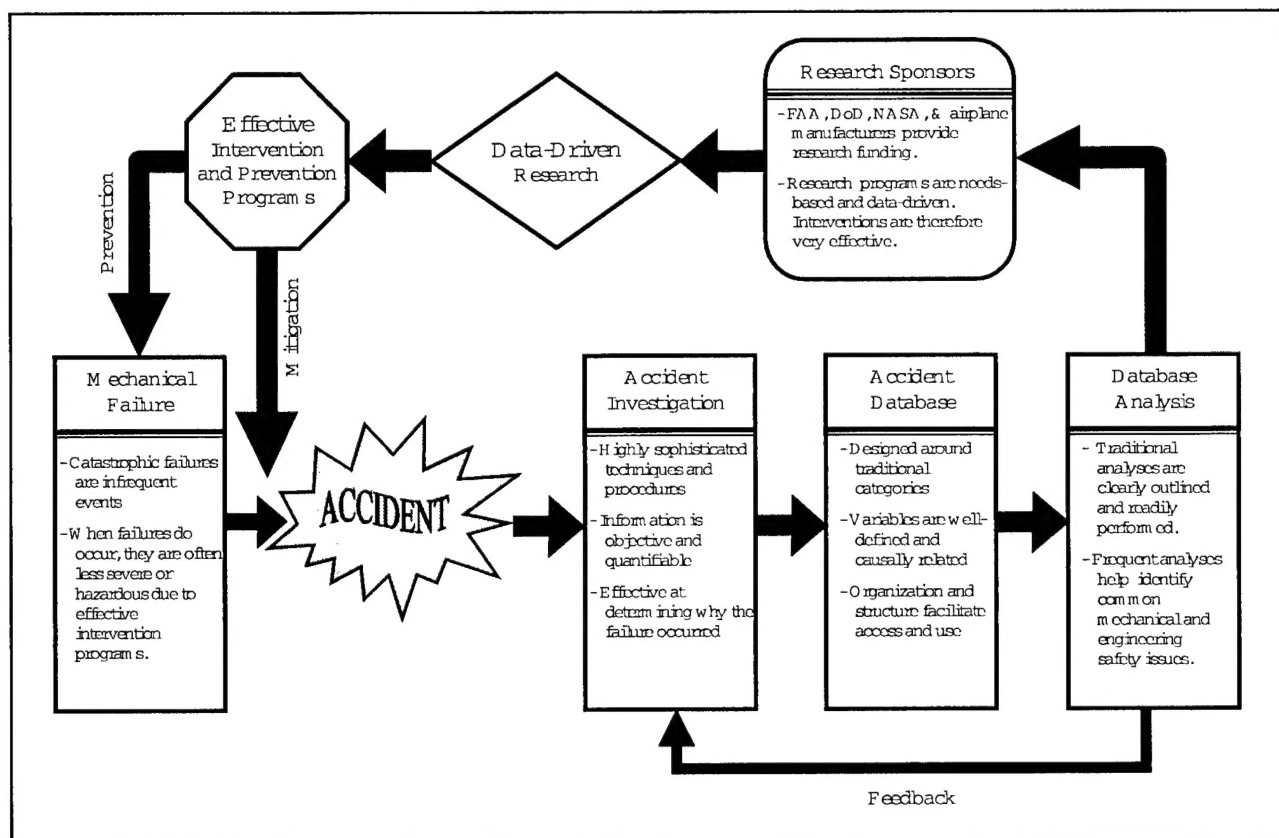 Effective
Intervention
and Prevention
Programs
Data-Driven
Research
Research Sponsors
-FAA, DoD, NASA, & airplane
manufacturers provide
research funding.
-Research programs are needs-
based and data-driven.
Interventions are therefore
very effective.
Prevention
Mitigation
Mechanical
Failure
-Catastrophic failures
are infrequent
events
-When failures do
occur, they are often
less severe or
hazardous due to
effective
intervention
programs.
ACCIDENT
Accident
Investigation
-Highly sophisticated
techniques and
procedures
-Information is
objective and
quantifiable
-Effective at
determining why the
failure occurred
Accident
Database
-Designed around
traditional
categories
-Variables are well-
defined and
causally related
-Organization and
structure facilitate
access and use
Database
Analysis
- Traditional
analyses are
clearly outlined
and readily
performed.
-Frequent analyses
help identify
common
mechanical and
engineering
safety issues.
Feedback